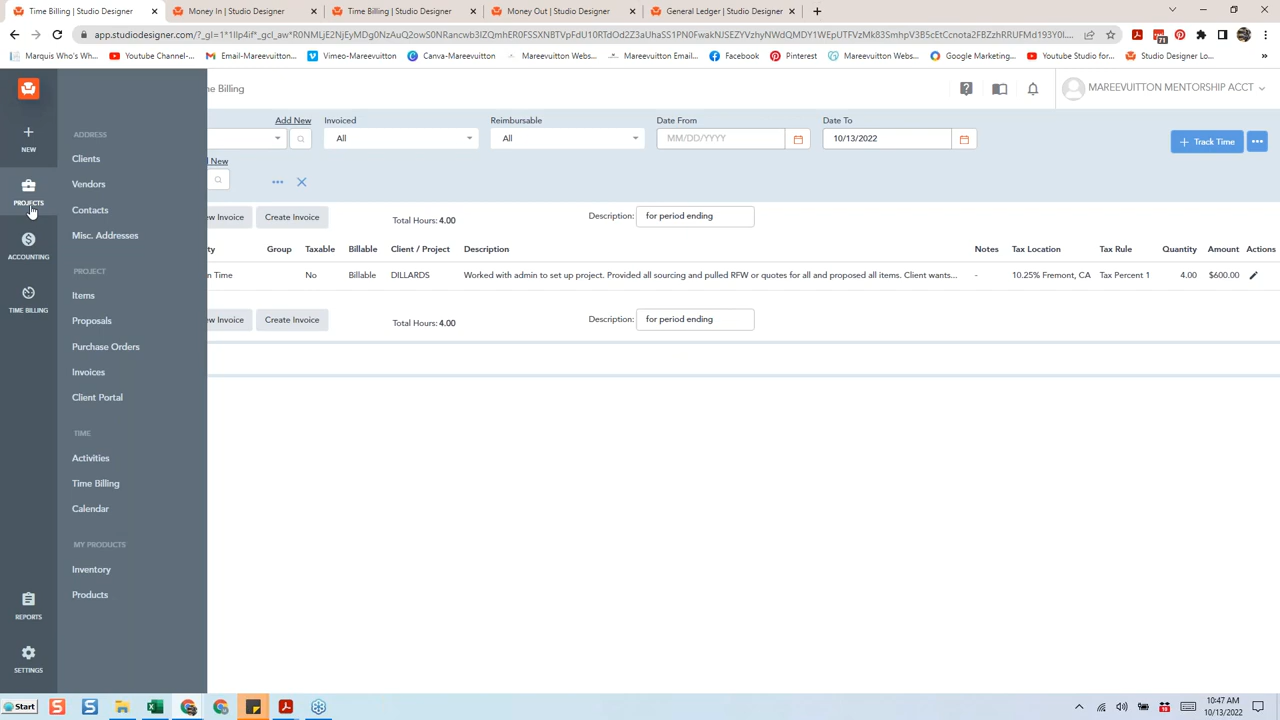 Time Billing | Studio Designer
Money In | Studio Designer
Time Billing | Studio Designer
Money Out | Studio Designer
General Ledger | Studio Designer
Marquis Who's Who...
Youtube Channel-...
Email-Mareevuitton...
Vimeo-Mareevuitton
Canva-Mareevuitton
Mareevuitton Webs...
Mareevuitton Email...
Facebook
Pinterest
Mareevuitton Webs...
Google Marketing...
Youtube Studio for...
Studio Designer Lo...
me Billing
MAREEVUITTON MENTORSHIP ACCT
NEW
PROJECTS
ACCOUNTING
TIME BILLING
REPORTS
SETTINGS
ADDRESS
Clients
Vendors
Contacts
Misc. Addresses
PROJECT
Items
Proposals
Purchase Orders
Invoices
Client Portal
TIME
Activities
Time Billing
Calendar
MY PRODUCTS
Inventory
Products
Add New Invoiced Reimbursable Date From Date To
All All MM/DD/YYYY 10/13/2022
Track Time
d New
ew Invoice Create Invoice Total Hours: 4.00 Description: for period ending
ty Group Taxable Billable Client / Project Description Notes Tax Location Tax Rule Quantity Amount Actions
n Time No Billable DILLARDS Worked with admin to set up project. Provided all sourcing and pulled RFW or quotes for all and proposed all items. Client wants... - 10.25% Fremont, CA Tax Percent 1 4.00 $600.00
ew Invoice Create Invoice Total Hours: 4.00 Description: for period ending
Start
10:47 AM
10/13/2022